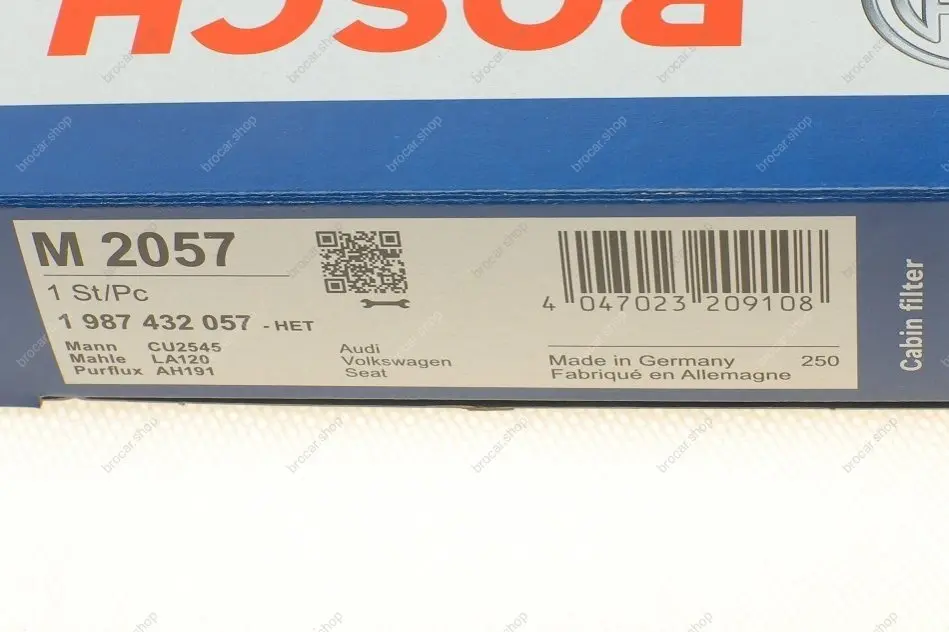 BOSCH
M 2057
1 St/Pc
1 987 432 057 - HET
Mann CU2545
Mahle LA120
Purflux AH191
Audi
Volkswagen
Seat
4 047023 209108
Made in Germany 250
Fabriqué en Allemagne
Cabin filter
brocar.shop